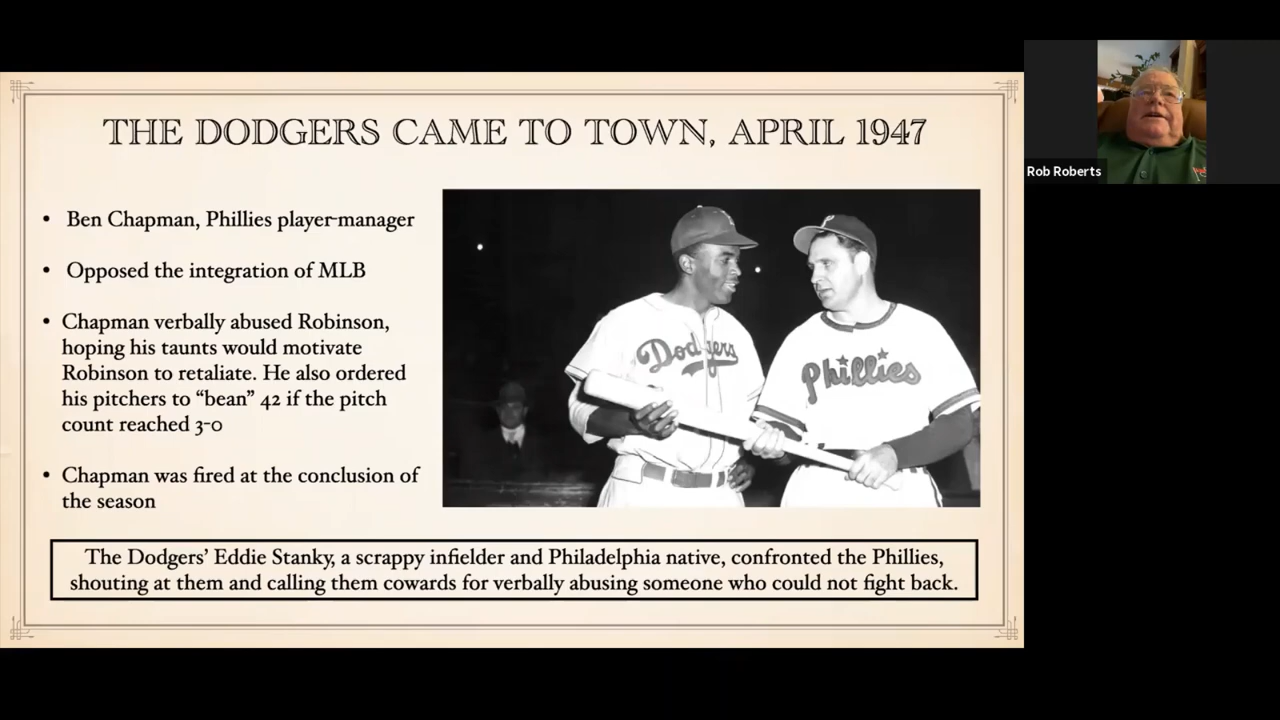 THE DODGERS CAME TO TOWN, APRIL 1947
• Ben Chapman, Phillies player-manager
• Opposed the integration of MLB
• Chapman verbally abused Robinson,
hoping his taunts would motivate
Robinson to retaliate. He also ordered
his pitchers to “bean” 42 if the pitch
count reached 3-0
• Chapman was fired at the conclusion of
the season
Dodgers
P
Phillies
The Dodgers’ Eddie Stanky, a scrappy infielder and Philadelphia native, confronted the Phillies,
shouting at them and calling them cowards for verbally abusing someone who could not fight back.
Rob Roberts